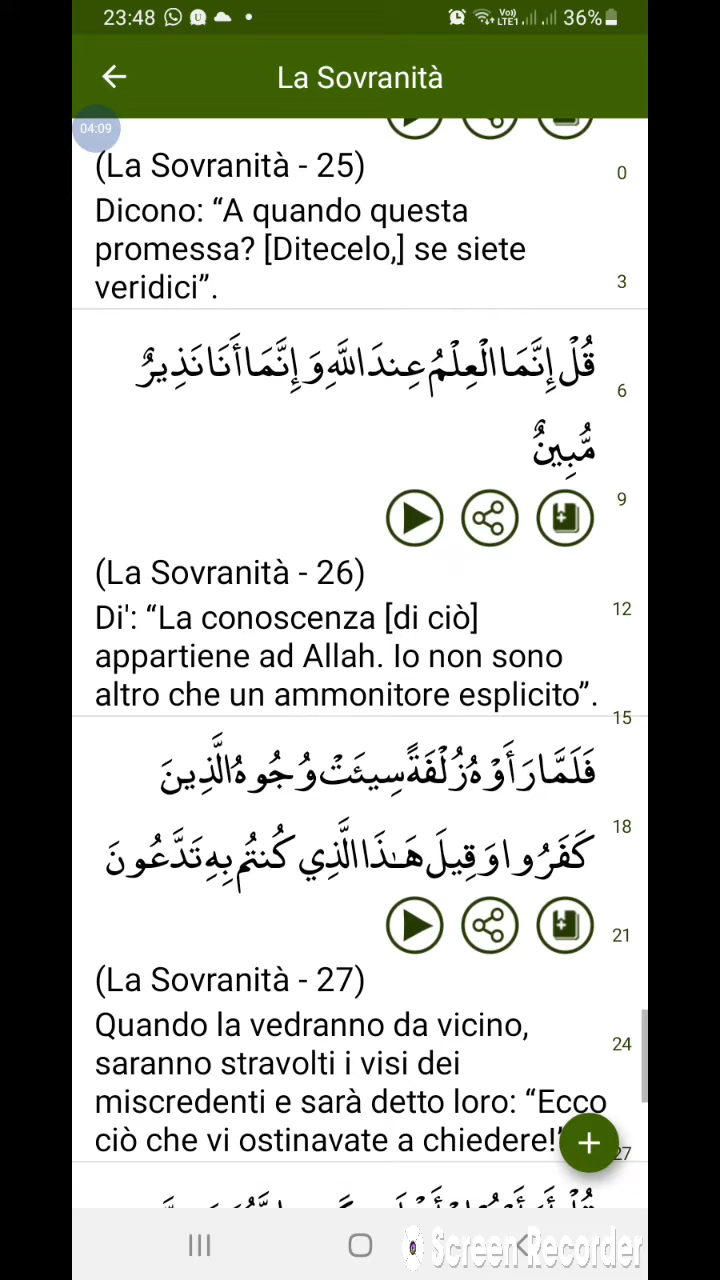 23:48 36%
La Sovranità
04:09
(La Sovranità - 25)
0
Dicono: “A quando questa
promessa? [Ditecelo,] se siete
veridici”.
3
قُلْ إِنَّمَا الْعِلْمُ عِندَ اللَّهِ وَإِنَّمَا أَنَا نَذِيرٌ
6
مُّبِينٌ
9
(La Sovranità - 26)
Di': “La conoscenza [di ciò]
12
appartiene ad Allah. Io non sono
altro che un ammonitore esplicito”.
15
فَلَمَّا رَأَوْهُ زُلْفَةً سِيئَتْ وُجُوهُ الَّذِينَ
18
كَفَرُوا وَقِيلَ هَـٰذَا الَّذِي كُنتُم بِهِ تَدَّعُونَ
21
(La Sovranità - 27)
Quando la vedranno da vicino,
24
saranno stravolti i visi dei
miscredenti e sarà detto loro: “Ecco
ciò che vi ostinavate a chiedere!”
27
Screen Recorder